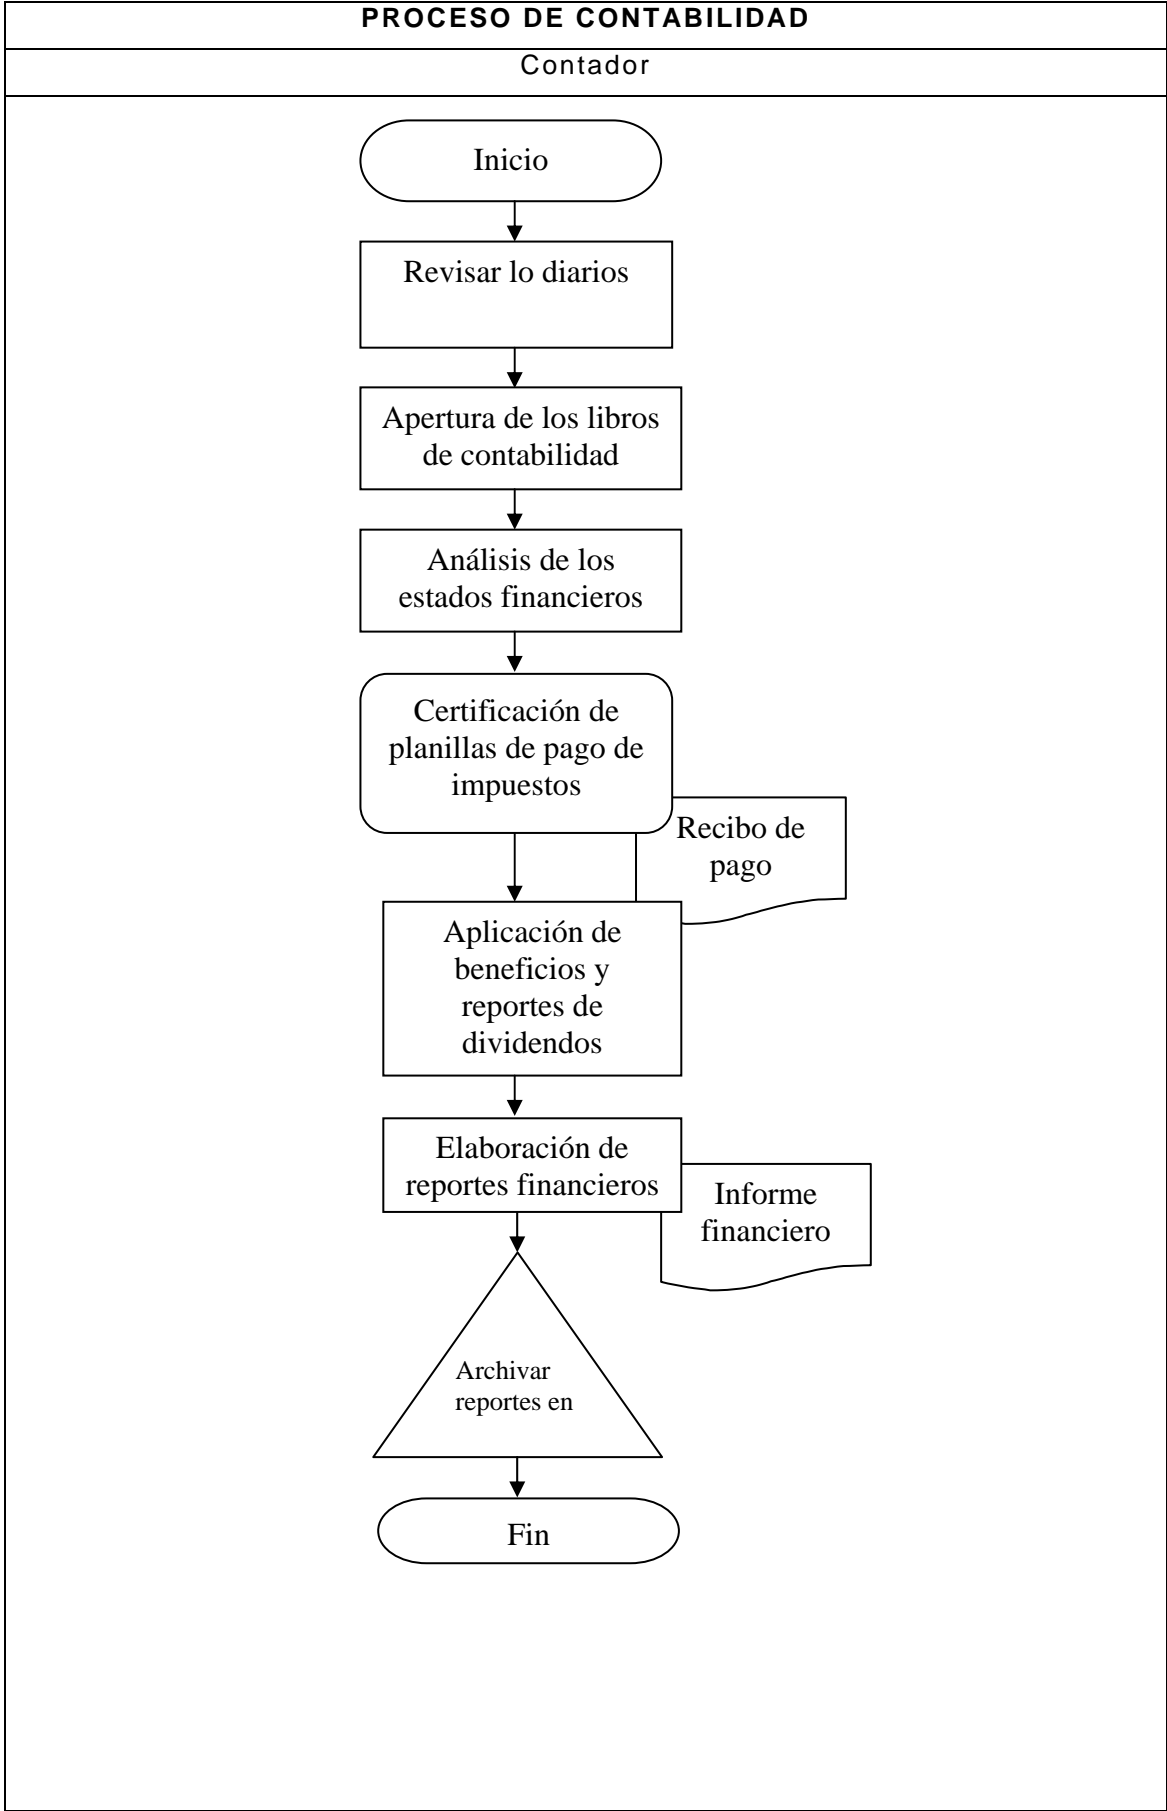 PROCESO DE CONTABILIDAD
Contador
Inicio
Revisar lo diarios
Apertura de los libros
de contabilidad
Análisis de los
estados financieros
Certificación de
planillas de pago de
impuestos
Recibo de
pago
Aplicación de
beneficios y
reportes de
dividendos
Elaboración de
reportes financieros
Informe
financiero
Archivar
reportes en
Fin